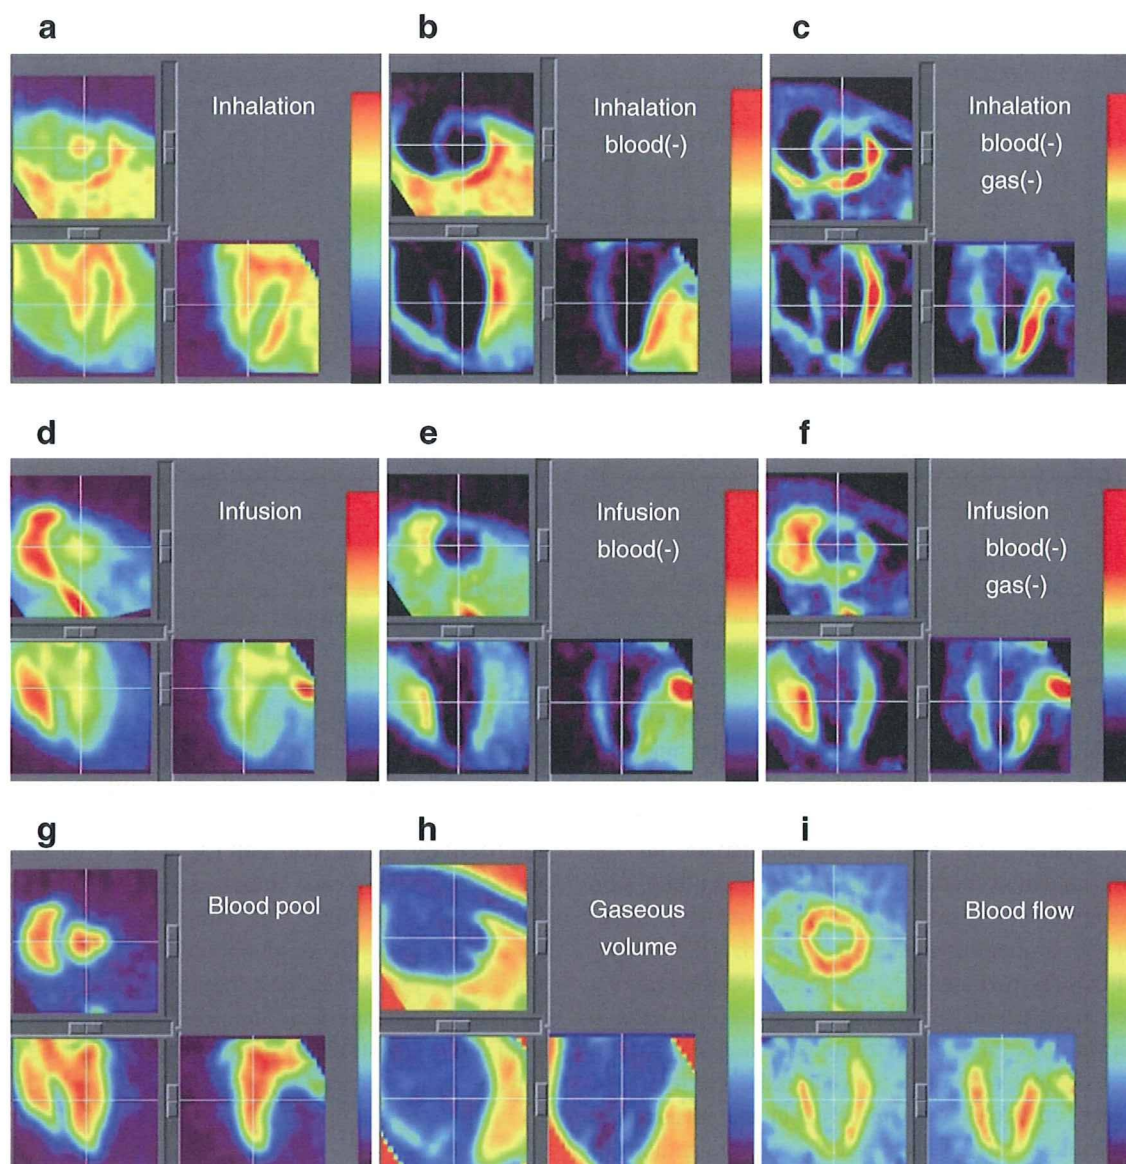 a
b
c
Inhalation
Inhalation
blood(-)
Inhalation
blood(-)
gas(-)
d
e
f
Infusion
Infusion
blood(-)
Infusion
blood(-)
gas(-)
g
h
i
Blood pool
Gaseous
volume
Blood flow